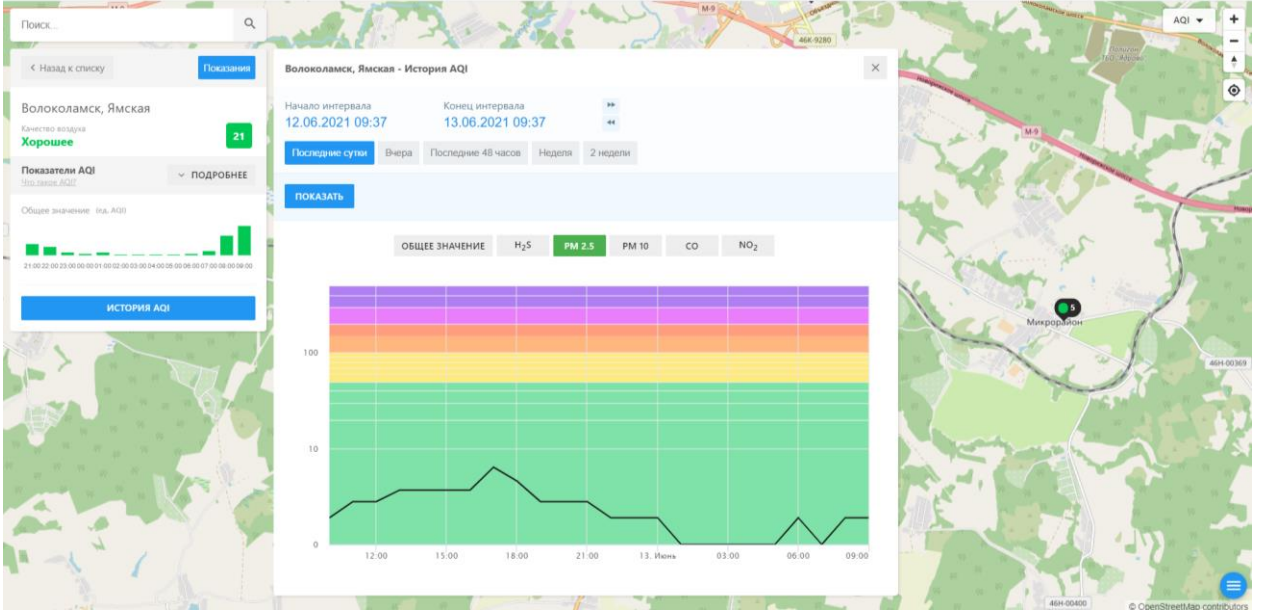 Поиск...
< Назад к списку
Показания
Волоколамск, Ямская
Качество воздуха
Хорошее
21
Показатели AQI
Что такое AQI?
ПОДРОБНЕЕ
Общее значение (ед. AQI)
21:00 22:00 23:00 00:00 01:00 02:00 03:00 04:00 05:00 06:00 07:00 08:00 09:00
ИСТОРИЯ AQI
Волоколамск, Ямская - История AQI
Начало интервала
Конец интервала
12.06.2021 09:37
13.06.2021 09:37
Последние сутки
Вчера
Последние 48 часов
Неделя
2 недели
ПОКАЗАТЬ
ОБЩЕЕ ЗНАЧЕНИЕ
H₂S
PM 2.5
PM 10
CO
NO₂
100
10
0
12:00
15:00
18:00
21:00
13. Июнь
03:00
06:00
09:00
М-9
46К-9280
AQI
Полигон
ТБО "Ядрово"
М-9
Новорижское шоссе
5
Микрорайон
46Н-00369
46Н-00400
© OpenStreetMap contributors